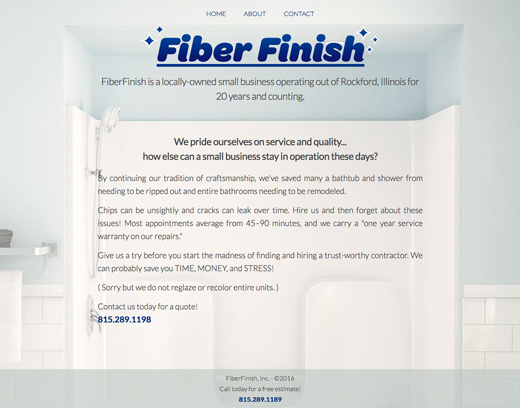 HOME ABOUT CONTACT
Fiber Finish
FiberFinish is a locally-owned small business operating out of Rockford, Illinois for
20 years and counting.
We pride ourselves on service and quality...
how else can a small business stay in operation these days?
By continuing our tradition of craftsmanship, we've saved many a bathtub and shower from
needing to be ripped out and entire bathrooms needing to be remodeled.
Chips can be unsightly and cracks can leak over time. Hire us and then forget about these
issues! Most appointments average from 45–90 minutes, and we carry a "one year service
warranty on our repairs."
Give us a try before you start the madness of finding and hiring a trust-worthy contractor. We
can probably save you TIME, MONEY, and STRESS!
( Sorry but we do not reglaze or recolor entire units. )
Contact us today for a quote!
815.289.1198
FiberFinish, Inc. - ©2016
Call today for a free estimate!
815.289.1189